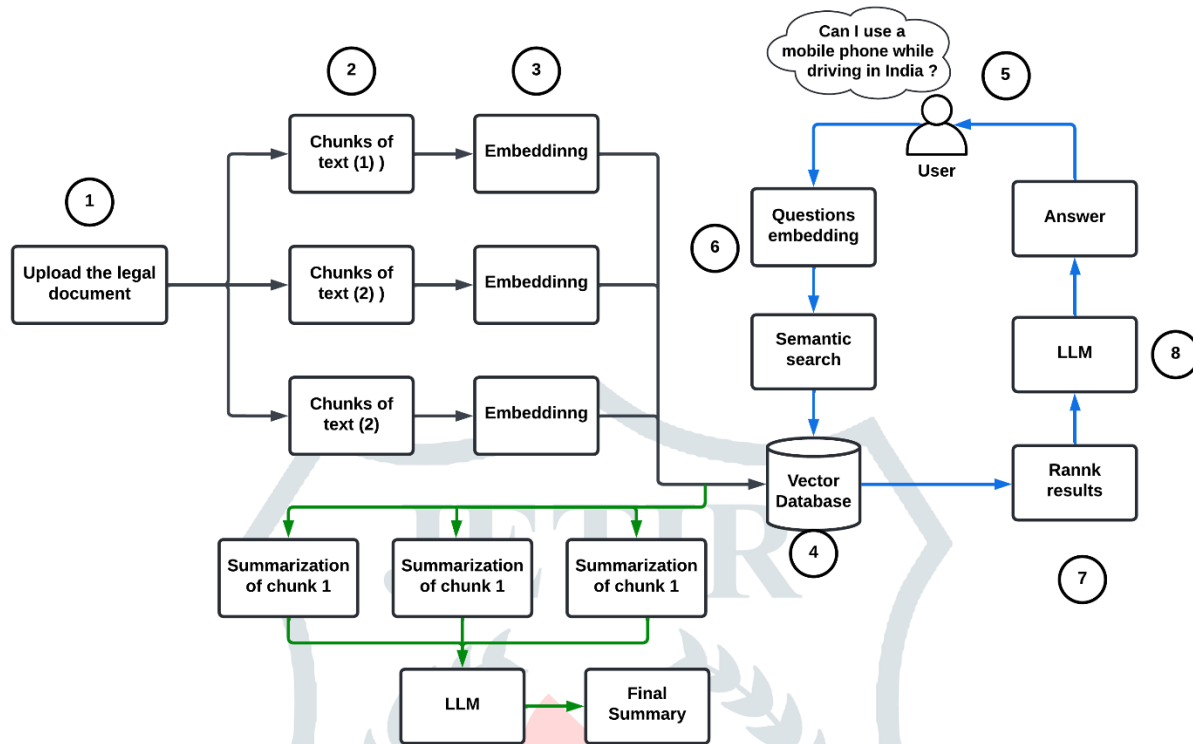 Can I use a
mobile phone while
driving in India ?
2
3
5
Chunks of
text (1) )
Embeddinng
User
1
Questions
embedding
Answer
6
Upload the legal
document
Chunks of
text (2) )
Embeddinng
Semantic
search
LLM
8
Chunks of
text (2)
Embeddinng
Vector
Database
Rannk
results
JETIR
4
Summarization
of chunk 1
Summarization
of chunk 1
Summarization
of chunk 1
7
LLM
Final
Summary